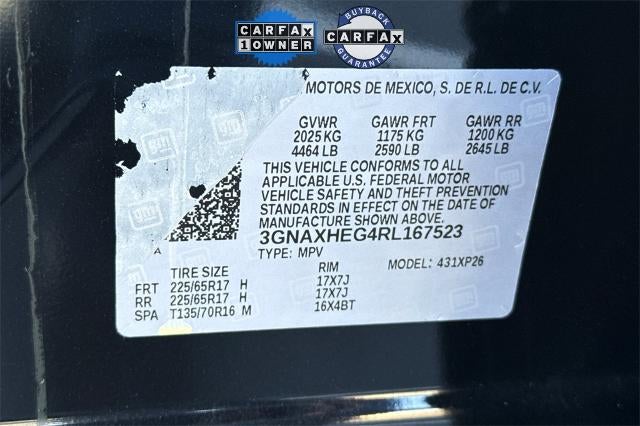 CARFAX
1 OWNER
BUYBACK
CARFAX
GUARANTEE
MOTORS DE MEXICO, S. DE R.L. DE C.V.
GVWR GAWR FRT GAWR RR
2025 KG 1175 KG 1200 KG
4464 LB 2590 LB 2645 LB
THIS VEHICLE CONFORMS TO ALL
APPLICABLE U.S. FEDERAL MOTOR
VEHICLE SAFETY AND THEFT PREVENTION
STANDARDS IN EFFECT ON THE DATE OF
MANUFACTURE SHOWN ABOVE.
3GNAXHEG4RL167523
TYPE: MPV MODEL: 431XP26
A
TIRE SIZE RIM
FRT 225/65R17 H 17X7J
RR 225/65R17 H 17X7J
SPA T135/70R16 M 16X4BT
gm